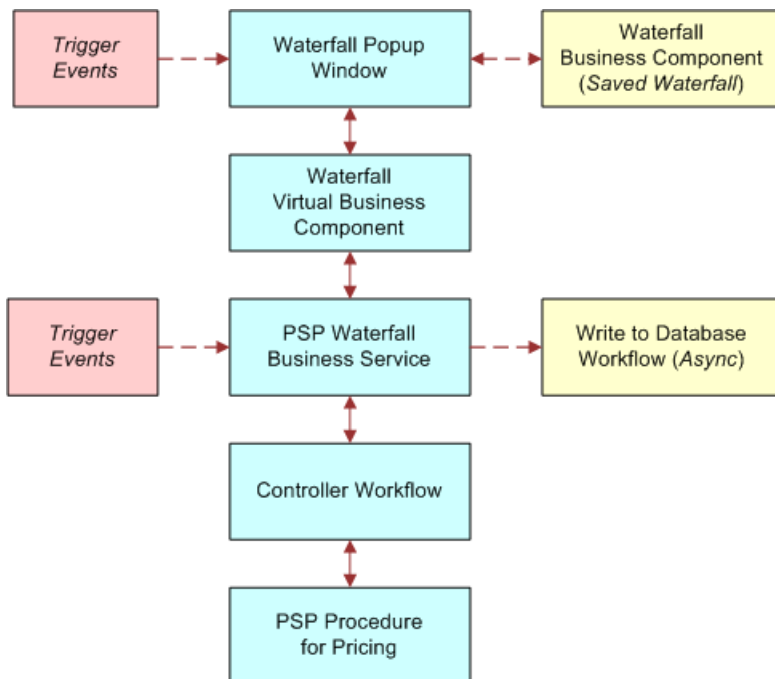 Trigger
Events
Waterfall Popup
Window
Waterfall
Business Component
(Saved Waterfall)
Waterfall
Virtual Business
Component
Trigger
Events
PSP Waterfall
Business Service
Write to Database
Workflow (Async)
Controller Workflow
PSP Procedure
for Pricing